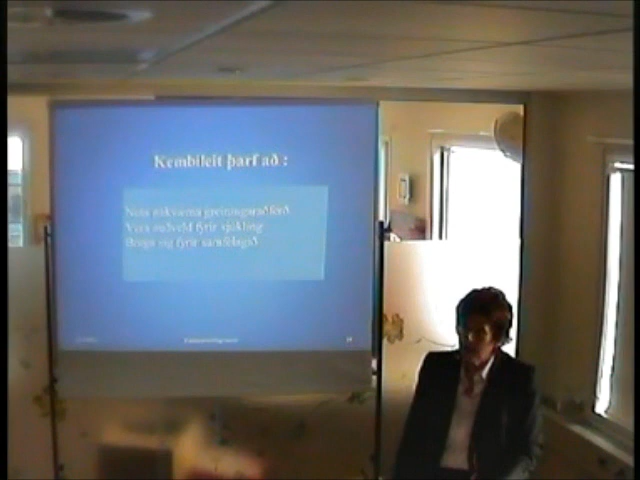 Kembileit þarf að :
Nota nákvæma greiningaraðferð
Vera auðveld fyrir sjúkling
Borga sig fyrir samfélagið